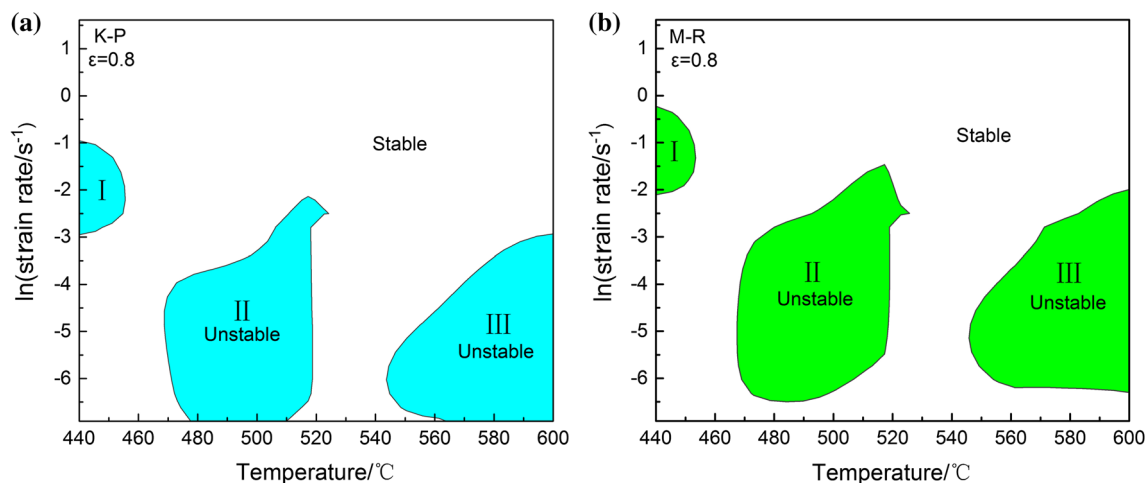 (a)
K-P
ε=0.8
Stable
I
II
Unstable
III
Unstable
1
0
-1
-2
-3
-4
-5
-6
ln(strain rate/s⁻¹)
440 460 480 500 520 540 560 580 600
Temperature/℃
(b)
M-R
ε=0.8
Stable
I
II
Unstable
III
Unstable
1
0
-1
-2
-3
-4
-5
-6
ln(strain rate/s⁻¹)
440 460 480 500 520 540 560 580 600
Temperature/℃